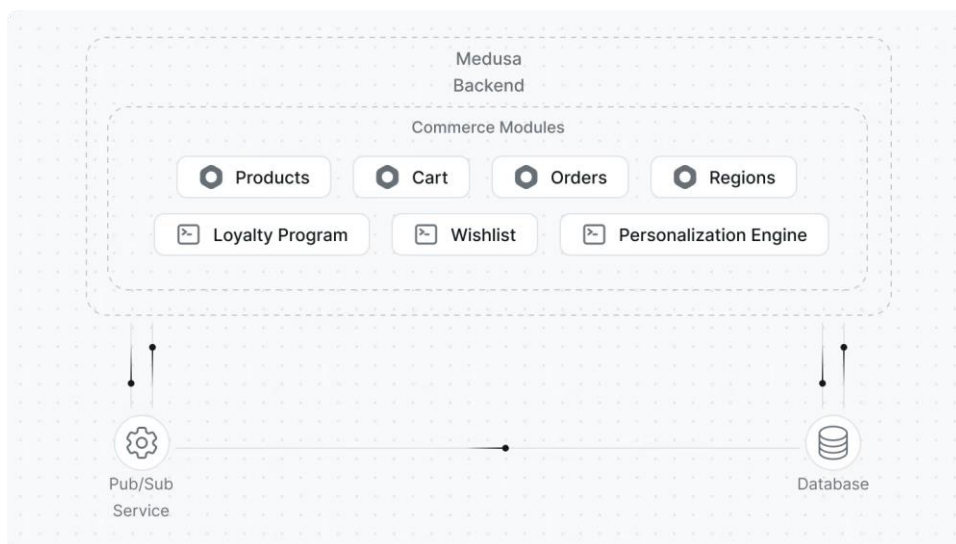 Medusa
Backend
Commerce Modules
Products Cart Orders Regions
Loyalty Program Wishlist Personalization Engine
Pub/Sub
Service
Database